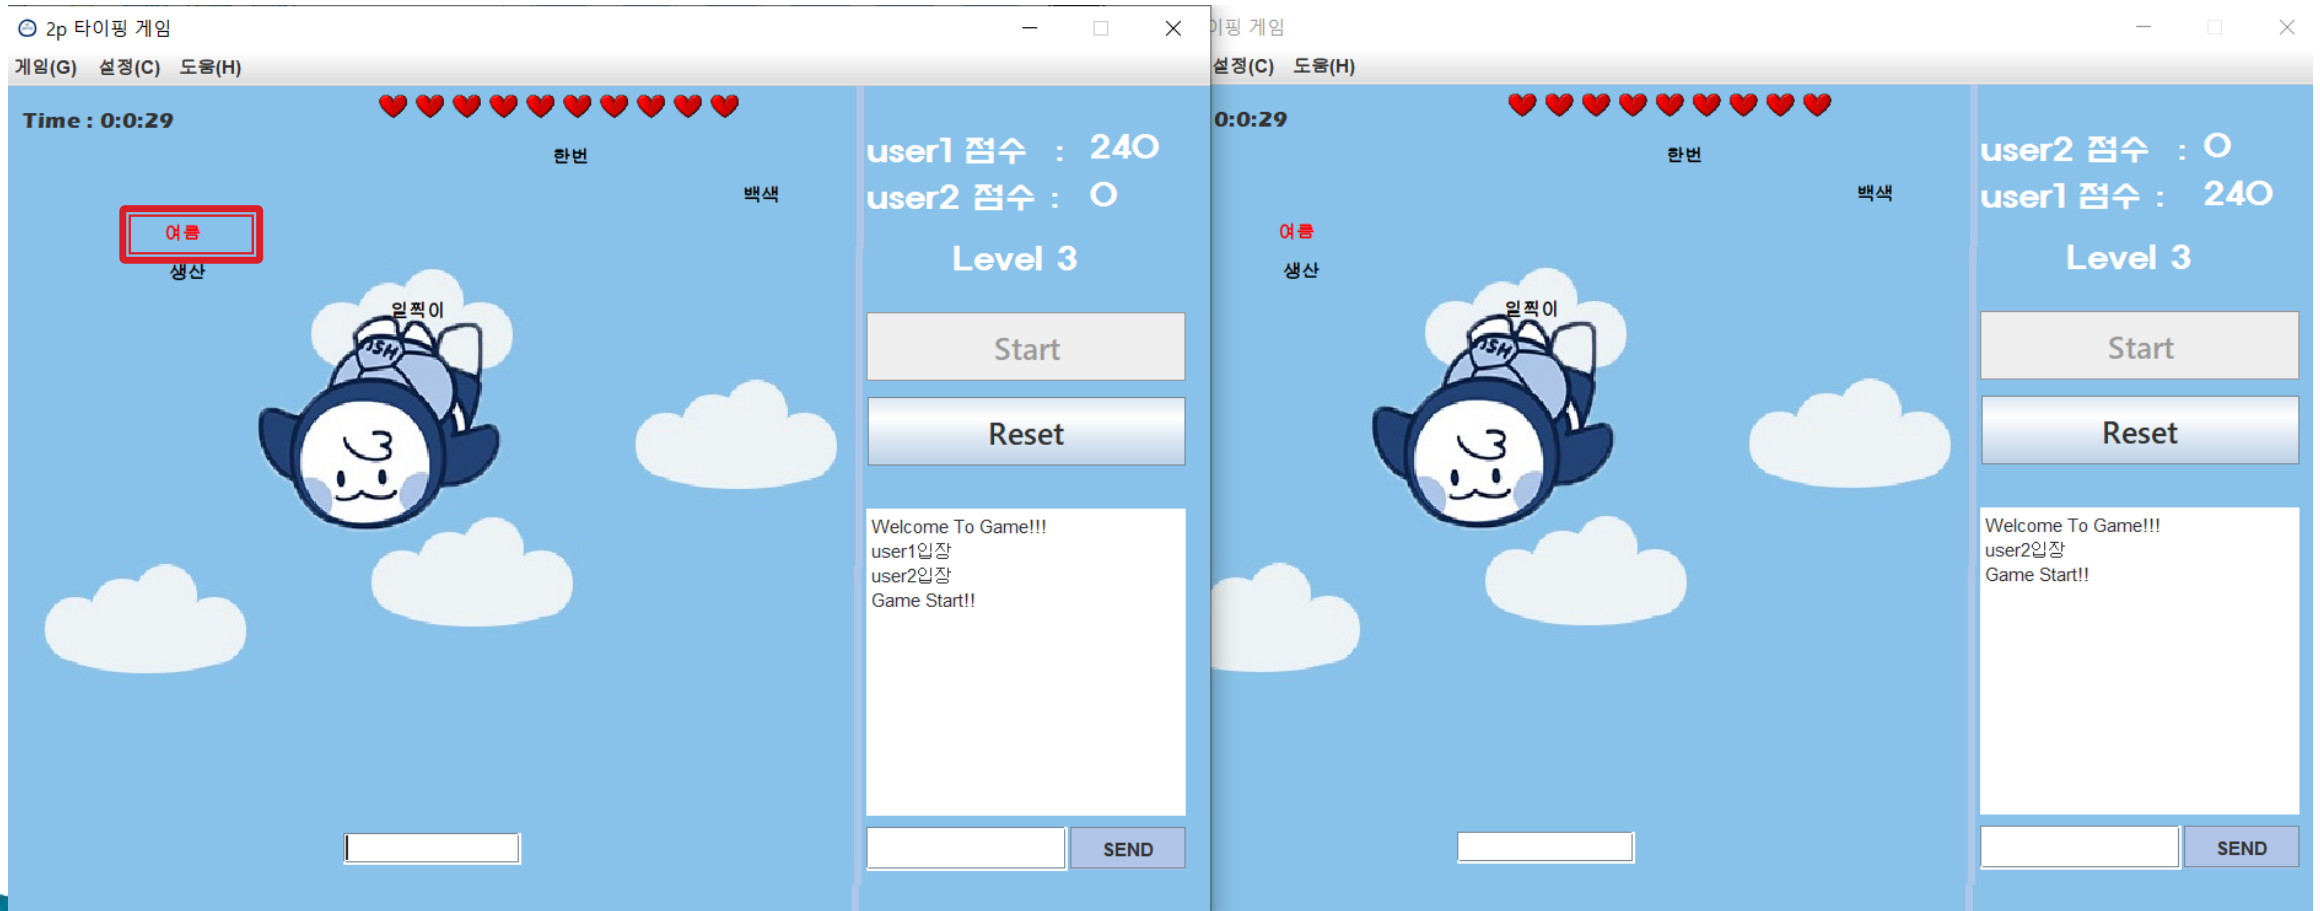 2p 타이핑 게임
게임(G) 설정(C) 도움(H)
Time : 0:0:29
한번
백색
여름
생산
일찍이
HSU
user1 점수 : 240
user2 점수 : 0
Level 3
Start
Reset
Welcome To Game!!!
user1입장
user2입장
Game Start!!
SEND
이핑 게임
설정(C) 도움(H)
0:0:29
한번
백색
여름
생산
일찍이
HSU
user2 점수 : 0
user1 점수 : 240
Level 3
Start
Reset
Welcome To Game!!!
user2입장
Game Start!!
SEND